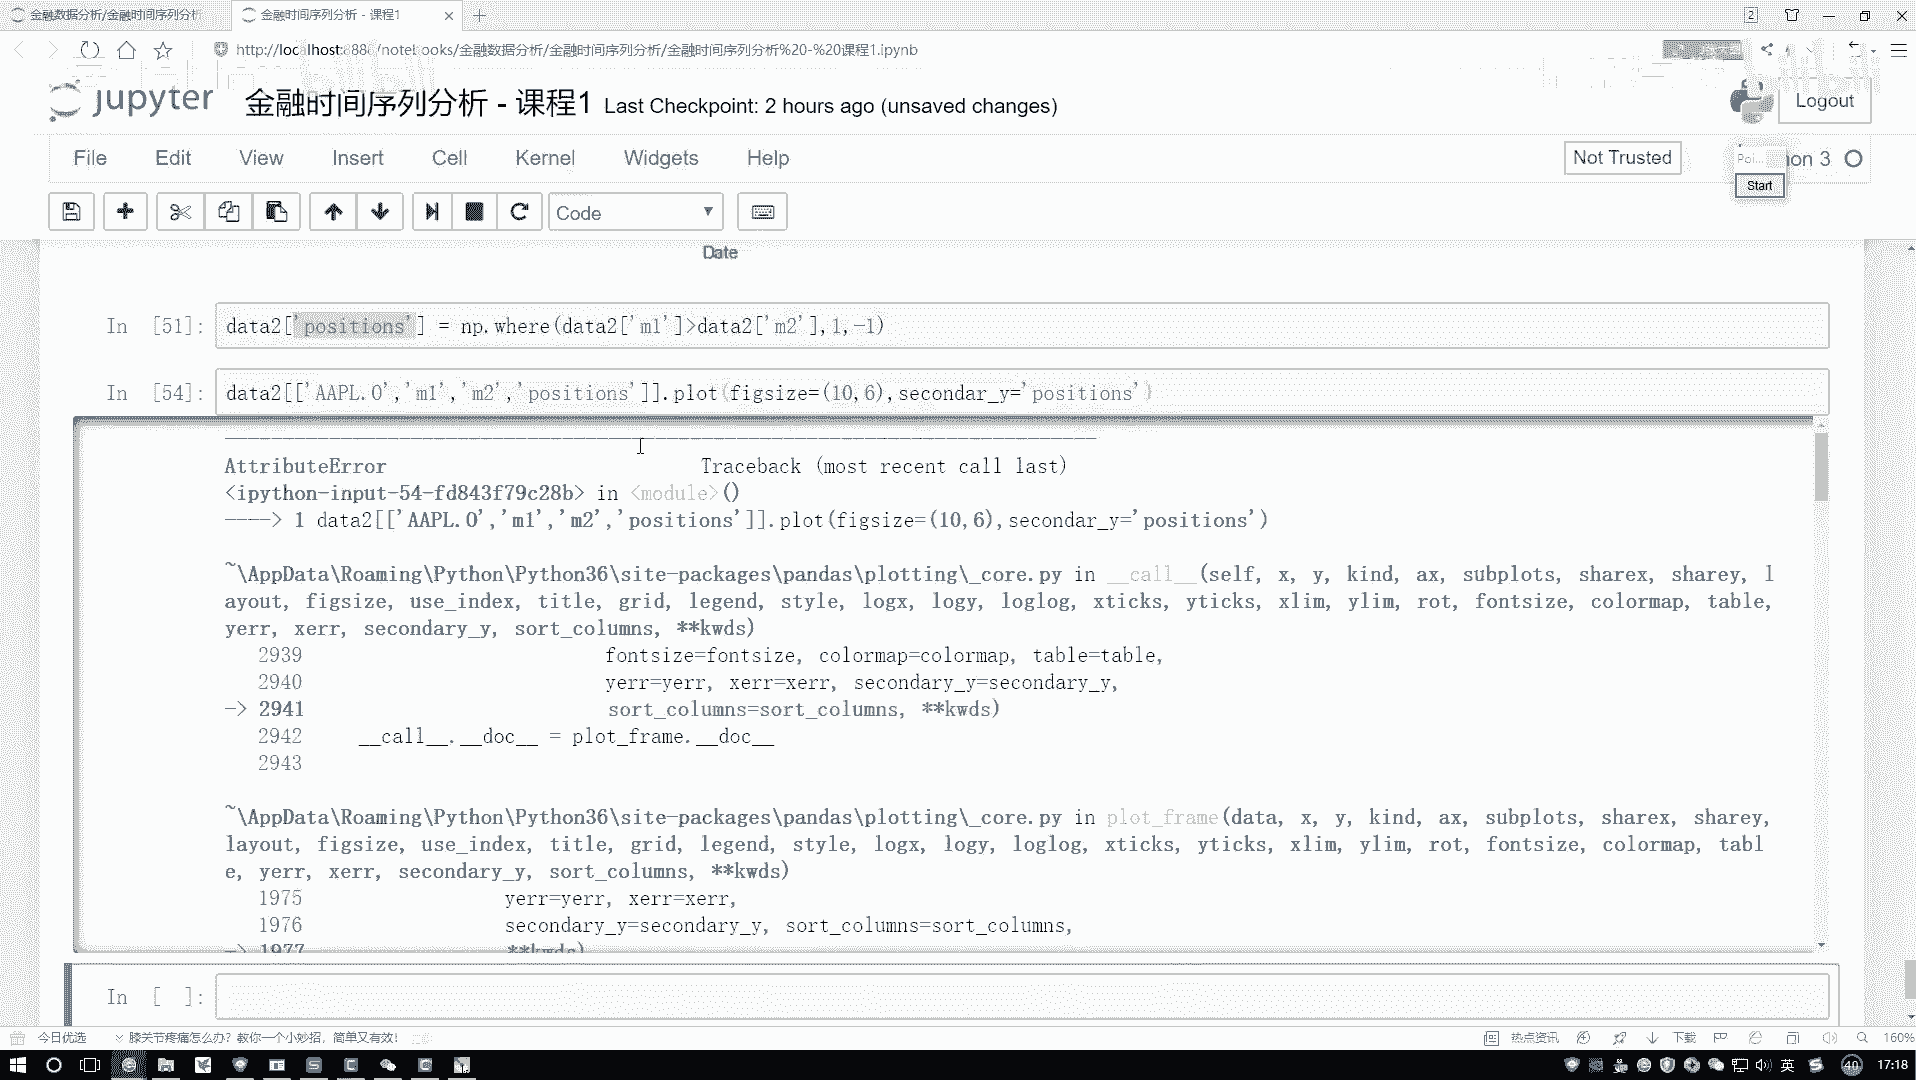 金融数据分析/金融时间序列分析
金融时间序列分析 - 课程1
2
http://localhost:888/notebooks/金融数据分析/金融时间序列分析/金融时间序列分析%20-%20课程1.ipynb
jupyter
金融时间序列分析 - 课程1 Last Checkpoint: 2 hours ago (unsaved changes)
Logout
File Edit View Insert Cell Kernel Widgets Help
Not Trusted
Poi...
on 3
Start
Code
Date
In [51]: data2['positions'] = np.where(data2['m1']>data2['m2'],1,-1)
In [54]: data2[['AAPL.O','m1','m2','positions']].plot(figsize=(10,6),secondar_y='positions')
---------------------------------------------------------------------------
AttributeError Traceback (most recent call last)
<ipython-input-54-fd843f79c28b> in <module>()
----> 1 data2[['AAPL.O','m1','m2','positions']].plot(figsize=(10,6),secondar_y='positions')
~\AppData\Roaming\Python\Python36\site-packages\pandas\plotting\_core.py in __call__(self, x, y, kind, ax, subplots, sharex, sharey, l
ayout, figsize, use_index, title, grid, legend, style, logx, logy, loglog, xticks, yticks, xlim, ylim, rot, fontsize, colormap, table,
yerr, xerr, secondary_y, sort_columns, **kwds)
2939 fontsize=fontsize, colormap=colormap, table=table,
2940 yerr=yerr, xerr=xerr, secondary_y=secondary_y,
-> 2941 sort_columns=sort_columns, **kwds)
2942 __call__.__doc__ = plot_frame.__doc__
2943
~\AppData\Roaming\Python\Python36\site-packages\pandas\plotting\_core.py in plot_frame(data, x, y, kind, ax, subplots, sharex, sharey,
layout, figsize, use_index, title, grid, legend, style, logx, logy, loglog, xticks, yticks, xlim, ylim, rot, fontsize, colormap, tabl
e, yerr, xerr, secondary_y, sort_columns, **kwds)
1975 yerr=yerr, xerr=xerr,
1976 secondary_y=secondary_y, sort_columns=sort_columns,
-> 1977 **kwds)
In [ ]:
今日优选 膝关节疼痛怎么办？教你一个小妙招，简单又有效！
热点资讯 下载 160%
英 40 17:18